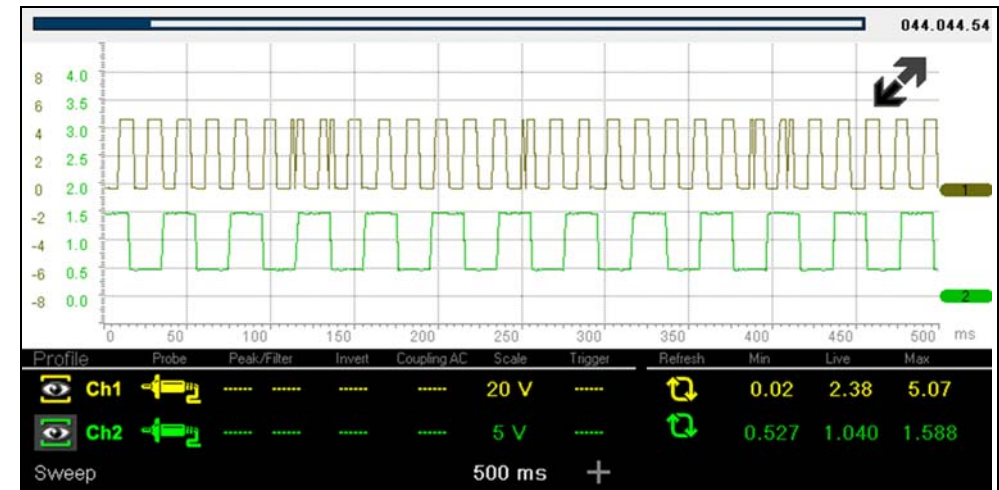 044.044.54
8 4.0
6 3.5
4 3.0
2 2.5
0 2.0
1
-2 1.5
-4 1.0
-6 0.5
-8 0.0
2
0 50 100 150 200 250 300 350 400 450 500 ms
Profile Probe Peak/Filter Invert Coupling AC Scale Trigger Refresh Min Live Max
Ch1 ------ ------ ------ ------ 20 V ------ 0.02 2.38 5.07
Ch2 ------ ------ ------ ------ 5 V ------ 0.527 1.040 1.588
Sweep 500 ms +